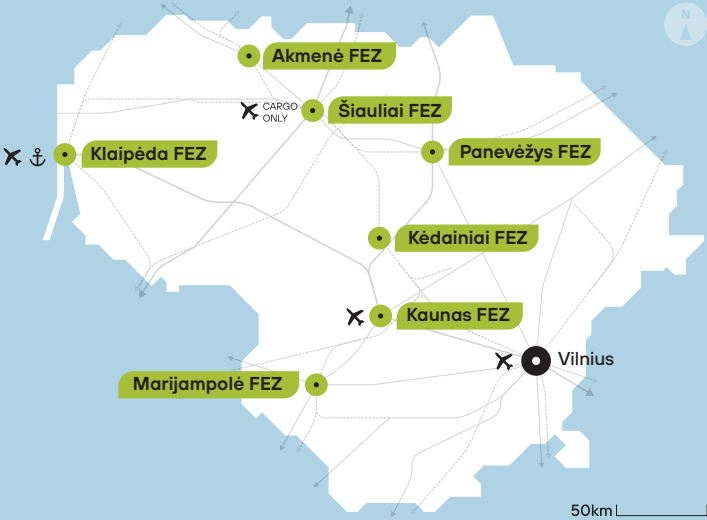 N
Akmenė FEZ
CARGO
ONLY
Šiauliai FEZ
Klaipėda FEZ
Panevėžys FEZ
Kėdainiai FEZ
Kaunas FEZ
Vilnius
Marijampolė FEZ
50km